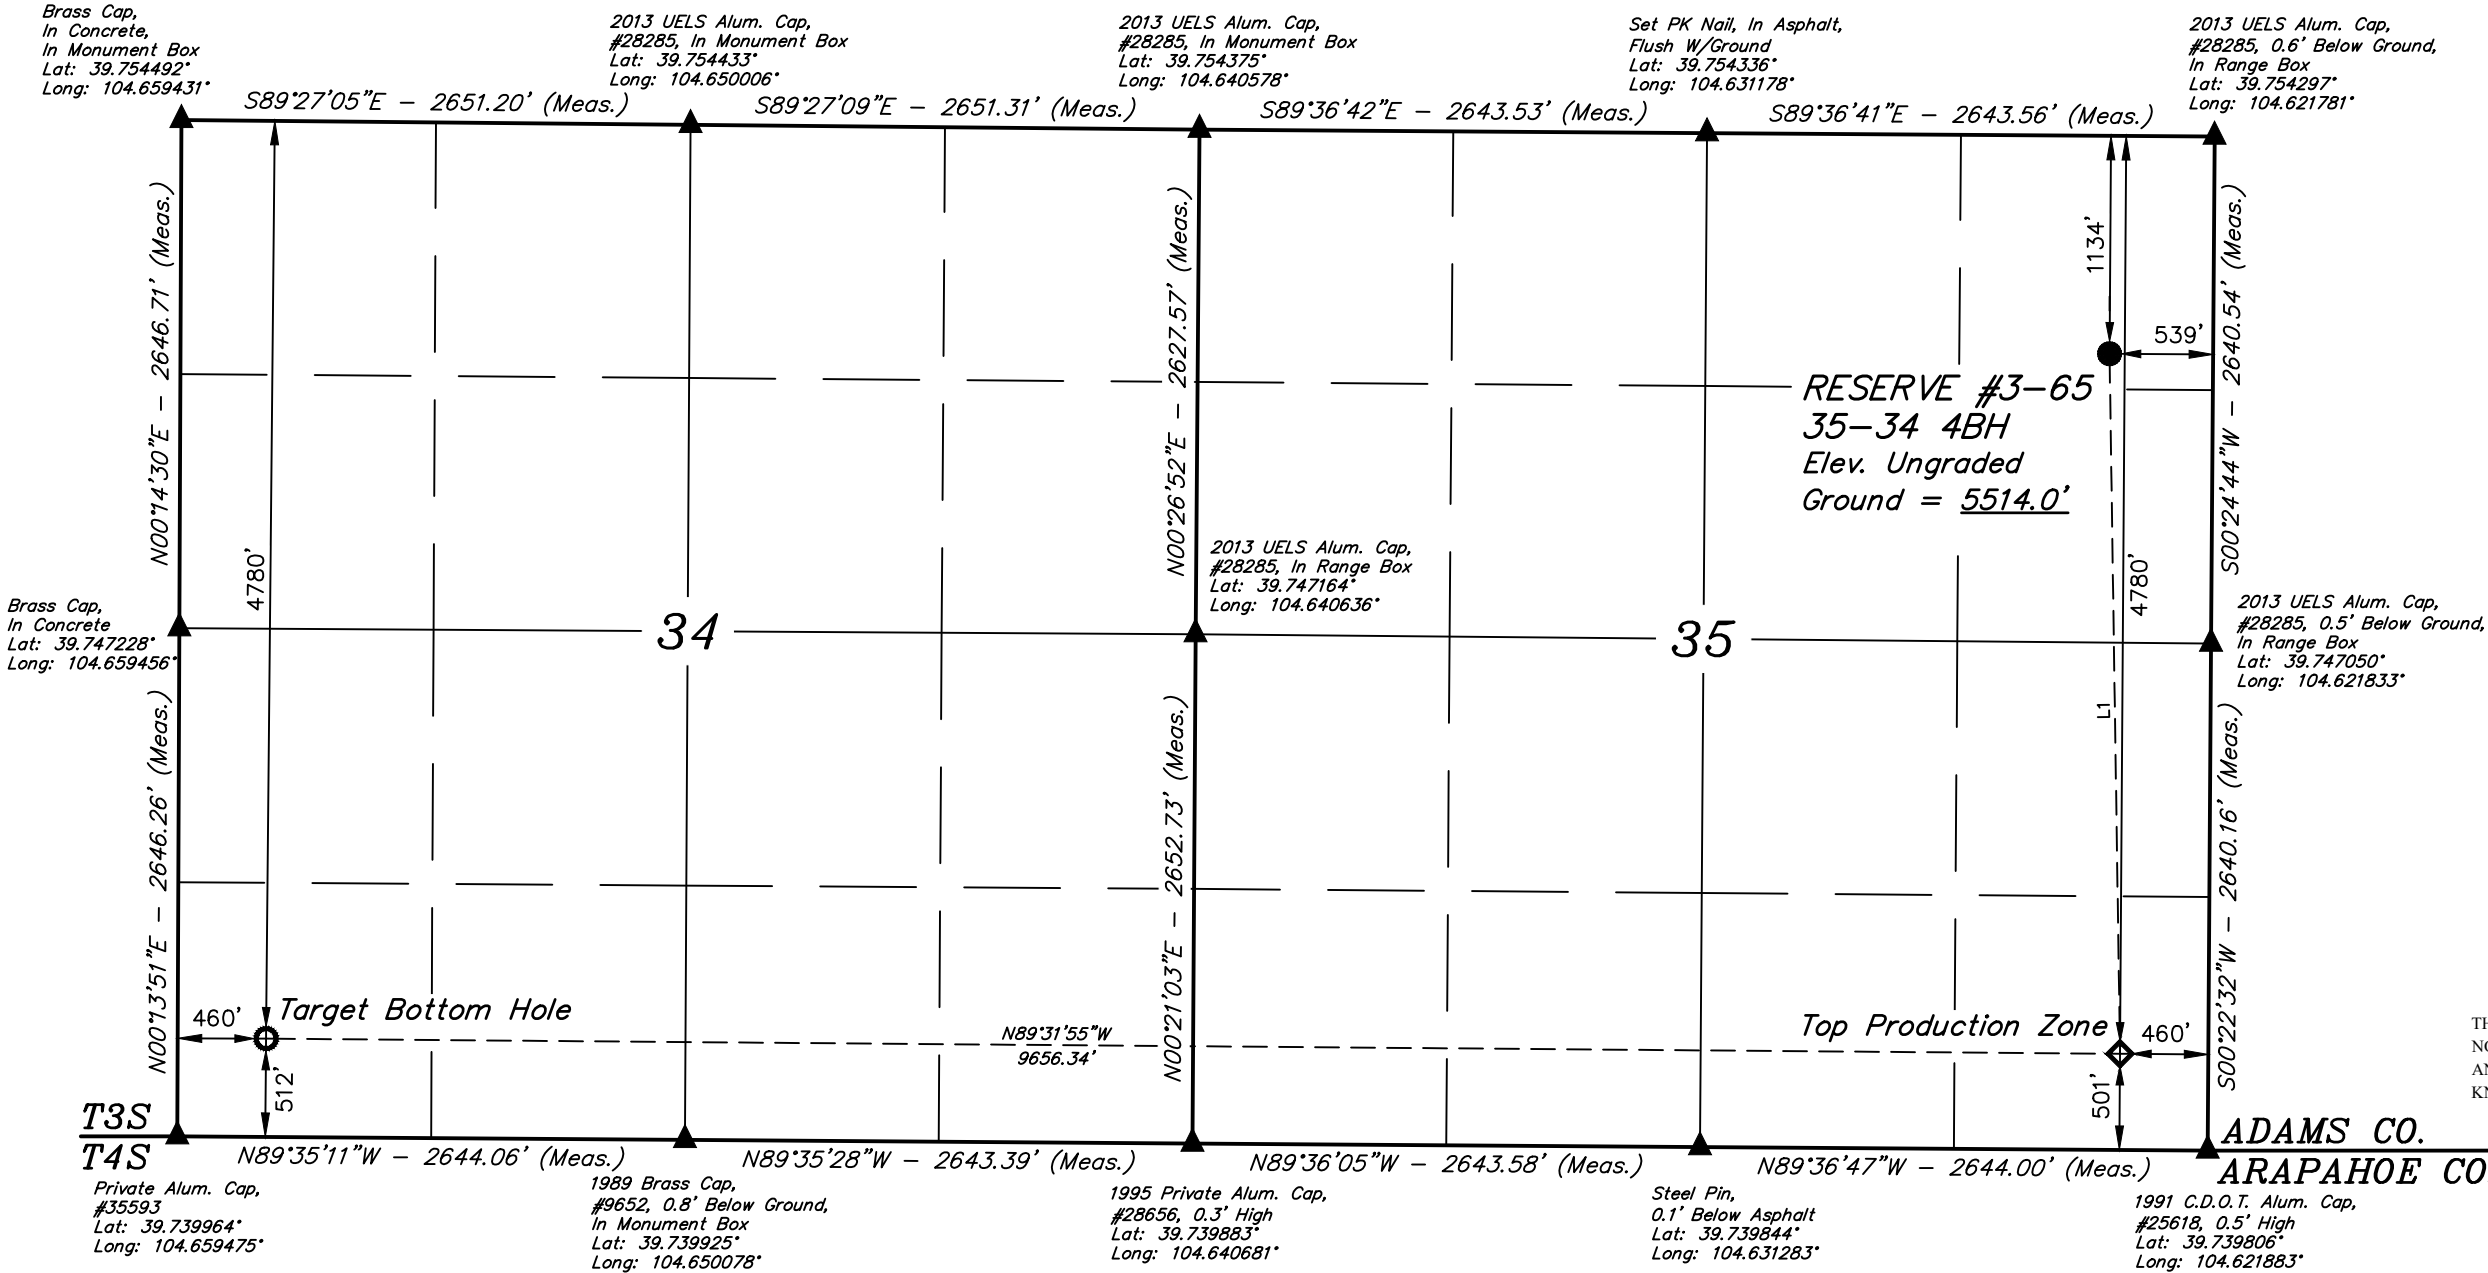 Brass Cap,
In Concrete,
In Monument Box
Lat: 39.754492°
Long: 104.659431°
2013 UELS Alum. Cap,
#28285, In Monument Box
Lat: 39.754433°
Long: 104.650006°
2013 UELS Alum. Cap,
#28285, In Monument Box
Lat: 39.754375°
Long: 104.640578°
Set PK Nail, In Asphalt,
Flush W/Ground
Lat: 39.754336°
Long: 104.631178°
2013 UELS Alum. Cap,
#28285, 0.6' Below Ground,
In Range Box
Lat: 39.754297°
Long: 104.621781°
S89°27'05"E - 2651.20' (Meas.)
S89°27'09"E - 2651.31' (Meas.)
S89°36'42"E - 2643.53' (Meas.)
S89°36'41"E - 2643.56' (Meas.)
N00°14'30"E - 2646.71' (Meas.)
4780'
N00°26'52"E - 2627.57' (Meas.)
1134'
539'
S00°24'44"W - 2640.54' (Meas.)
RESERVE #3-65
35-34 4BH
Elev. Ungraded
Ground = 5514.0'
2013 UELS Alum. Cap,
#28285, In Range Box
Lat: 39.747164°
Long: 104.640636°
4780'
Brass Cap,
In Concrete
Lat: 39.747228°
Long: 104.659456°
34
35
2013 UELS Alum. Cap,
#28285, 0.5' Below Ground,
In Range Box
Lat: 39.747050°
Long: 104.621833°
L1
N00°13'51"E - 2646.26' (Meas.)
N00°21'03"E - 2652.73' (Meas.)
S00°22'32"W - 2640.16' (Meas.)
460'
Target Bottom Hole
512'
N89°31'55"W
9656.34'
Top Production Zone
460'
501'
TH
NO
AN
KN
T3S
T4S
ADAMS CO.
ARAPAHOE CO
N89°35'11"W - 2644.06' (Meas.)
N89°35'28"W - 2643.39' (Meas.)
N89°36'05"W - 2643.58' (Meas.)
N89°36'47"W - 2644.00' (Meas.)
Private Alum. Cap,
#35593
Lat: 39.739964°
Long: 104.659475°
1989 Brass Cap,
#9652, 0.8' Below Ground,
In Monument Box
Lat: 39.739925°
Long: 104.650078°
1995 Private Alum. Cap,
#28656, 0.3' High
Lat: 39.739883°
Long: 104.640681°
Steel Pin,
0.1' Below Asphalt
Lat: 39.739844°
Long: 104.631283°
1991 C.D.O.T. Alum. Cap,
#25618, 0.5' High
Lat: 39.739806°
Long: 104.621883°